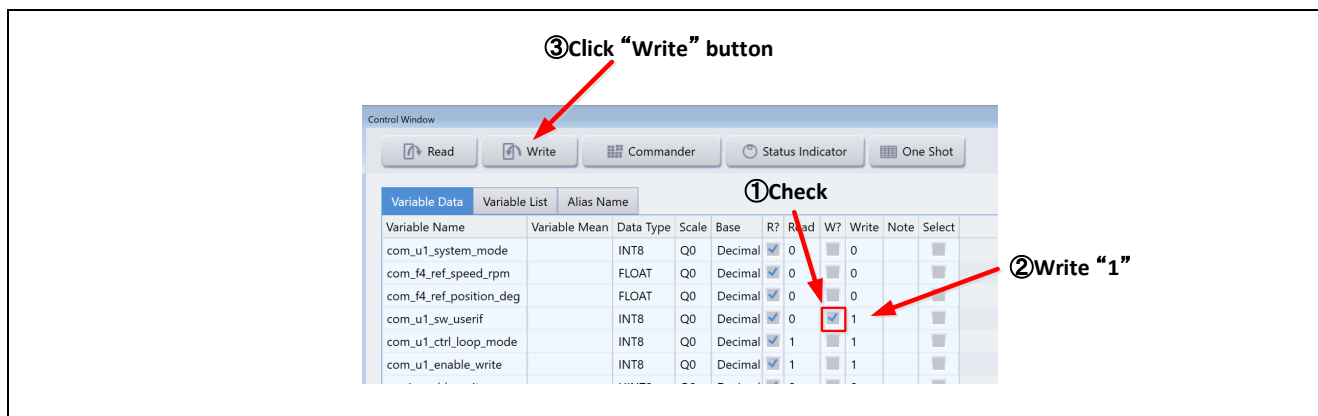 ③Click “Write” button
Control Window
Read Write Commander Status Indicator One Shot
①Check
Variable Data Variable List Alias Name
Variable Name Variable Mean Data Type Scale Base R? Read W? Write Note Select
com_u1_system_mode INT8 Q0 Decimal 0 0
②Write “1”
com_f4_ref_speed_rpm FLOAT Q0 Decimal 0 0
com_f4_ref_position_deg FLOAT Q0 Decimal 0 0
com_u1_sw_userif INT8 Q0 Decimal 0 1
com_u1_ctrl_loop_mode INT8 Q0 Decimal 1 1
com_u1_enable_write INT8 Q0 Decimal 1 1